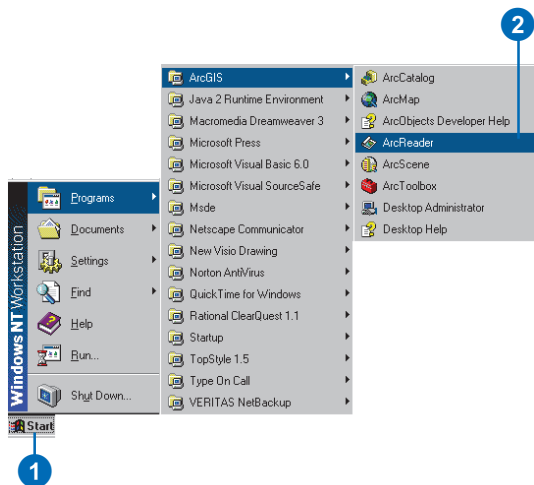 2
ArcGIS
Java 2 Runtime Environment
Macromedia Dreamweaver 3
Microsoft Press
Microsoft Visual Basic 6.0
Microsoft Visual SourceSafe
Msde
Netscape Communicator
New Visio Drawing
Norton AntiVirus
QuickTime for Windows
Rational ClearQuest 1.1
Startup
TopStyle 1.5
Type On Call
VERITAS NetBackup
ArcCatalog
ArcMap
ArcObjects Developer Help
ArcReader
ArcScene
ArcToolbox
Desktop Administrator
Desktop Help
Programs
Documents
Settings
Find
Help
Run...
Shut Down...
Windows NT Workstation
Start
1